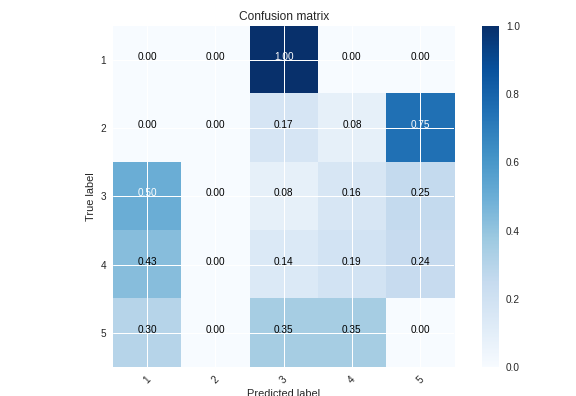 Confusion matrix
1 0.00 0.00 1.00 0.00 0.00
2 0.00 0.00 0.17 0.08 0.75
3 0.50 0.00 0.08 0.16 0.25
4 0.43 0.00 0.14 0.19 0.24
5 0.30 0.00 0.35 0.35 0.00
1 2 3 4 5
True label
Predicted label
1.0
0.8
0.6
0.4
0.2
0.0